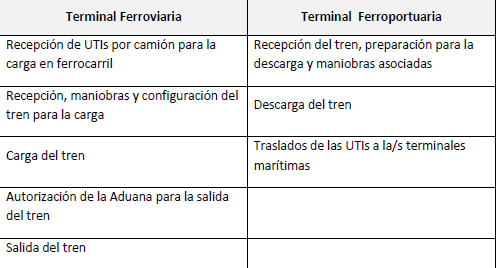 Terminal Ferroviaria
Terminal Ferroportuaria
Recepción de UTIs por camión para la
carga en ferrocarril
Recepción del tren, preparación para la
descarga y maniobras asociadas
Recepción, maniobras y configuración del
tren para la carga
Descarga del tren
Carga del tren
Traslados de las UTIs a la/s terminales
marítimas
Autorización de la Aduana para la salida
del tren
Salida del tren